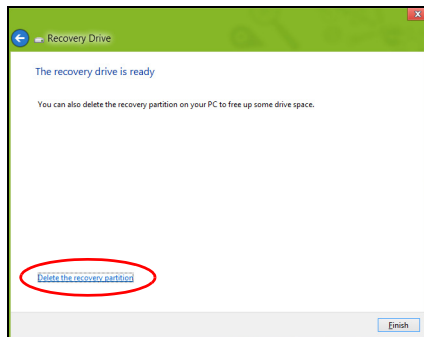 x
Recovery Drive
The recovery drive is ready
You can also delete the recovery partition on your PC to free up some drive space.
Delete the recovery partition
Finish